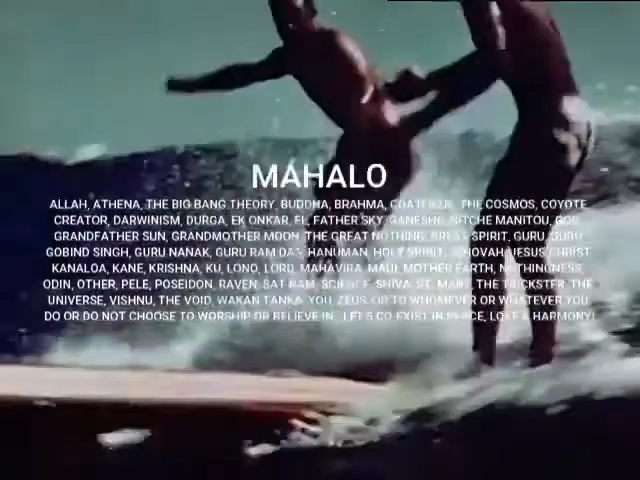 MAHALO
ALLAH, ATHENA, THE BIG BANG THEORY, BUDDHA, BRAHMA, COATLICUE, THE COSMOS, COYOTE
CREATOR, DARWINISM, DURGA, EK ONKAR, EL, FATHER SKY, GANESHA, GITCHE MANITOU, GOD,
GRANDFATHER SUN, GRANDMOTHER MOON, THE GREAT NOTHING, GREAT SPIRIT, GURU, GURU
GOBIND SINGH, GURU NANAK, GURU RAM DAS, HANUMAN, HOLY SPIRIT, JEHOVAH, JESUS CHRIST,
KANALOA, KANE, KRISHNA, KU, LONO, LORD, MAHAVIRA, MAUI, MOTHER EARTH, NOTHINGNESS,
ODIN, OTHER, PELE, POSEIDON, RAVEN, SAT NAM, SCIENCE, SHIVA, ST. MARY, THE TRICKSTER, THE
UNIVERSE, VISHNU, THE VOID, WAKAN TANKA, YOU, ZEUS, OR TO WHOMEVER OR WHATEVER YOU
DO OR DO NOT CHOOSE TO WORSHIP OR BELIEVE IN... LET'S CO-EXIST IN PEACE, LOVE & HARMONY!